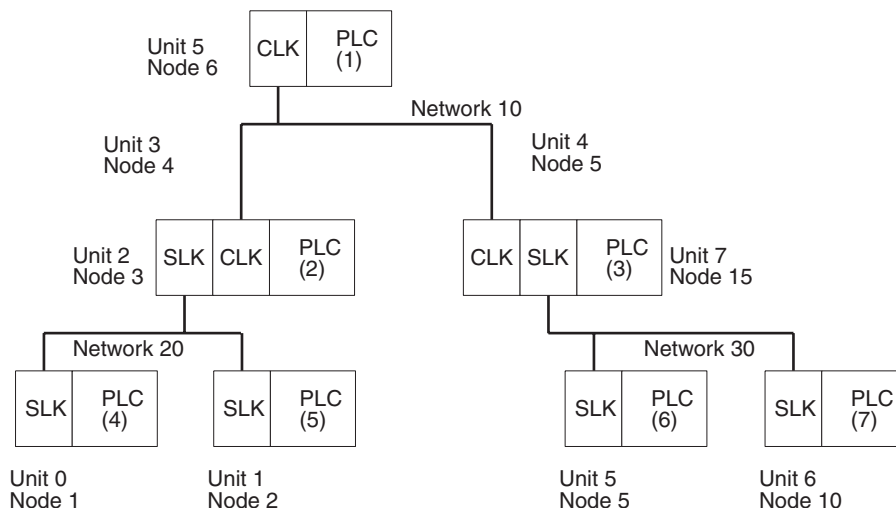 Unit 5
Node 6
CLK
PLC
(1)
Network 10
Unit 3
Node 4
Unit 4
Node 5
Unit 2
Node 3
SLK
CLK
PLC
(2)
CLK
SLK
PLC
(3)
Unit 7
Node 15
Network 20
Network 30
SLK
PLC
(4)
SLK
PLC
(5)
SLK
PLC
(6)
SLK
PLC
(7)
Unit 0
Node 1
Unit 1
Node 2
Unit 5
Node 5
Unit 6
Node 10